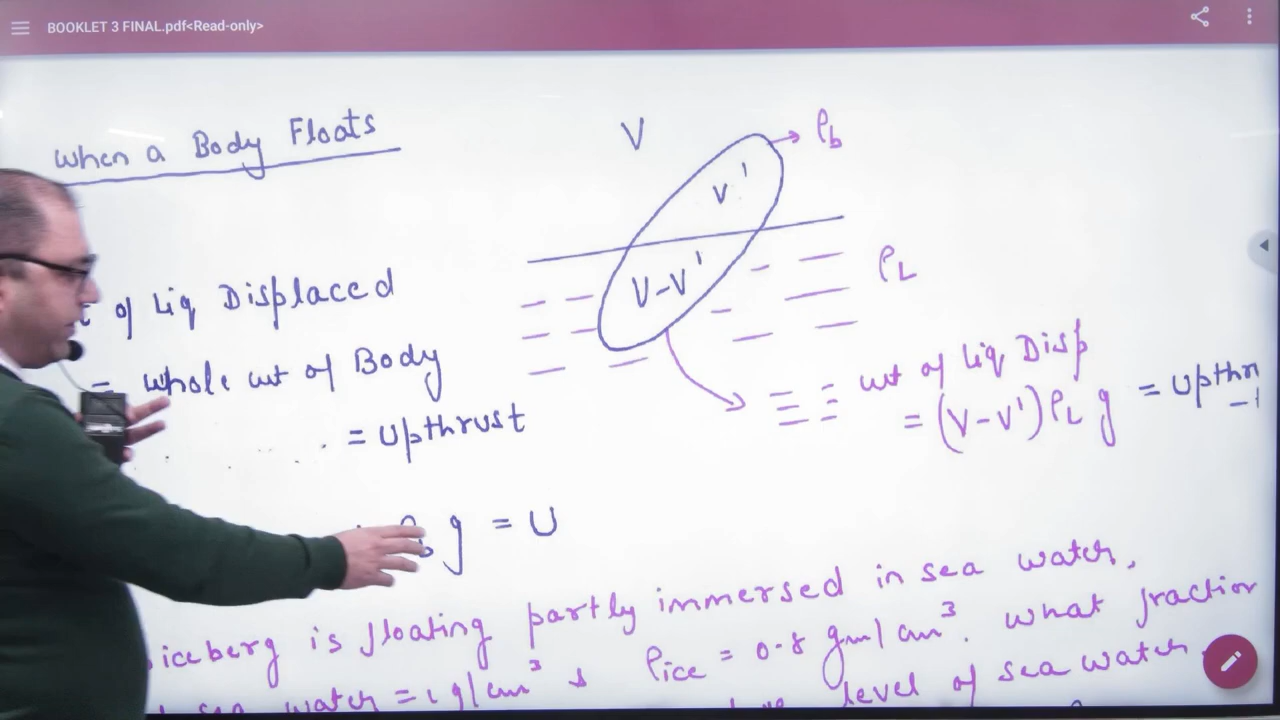 BOOKLET 3 FINAL.pdf<Read-only>
When a Body Floats
V
ρb
V'
V-V'
ρL
of Liq Displaced
= whole wt of Body
= Upthrust
wt of Liq Disp
= (V-V')ρL g = Upthr
g = U
iceberg is floating partly immersed in sea water,
sea water = 1 g/cm³ & ρice = 0.8 gm/cm³. what fraction
level of sea water